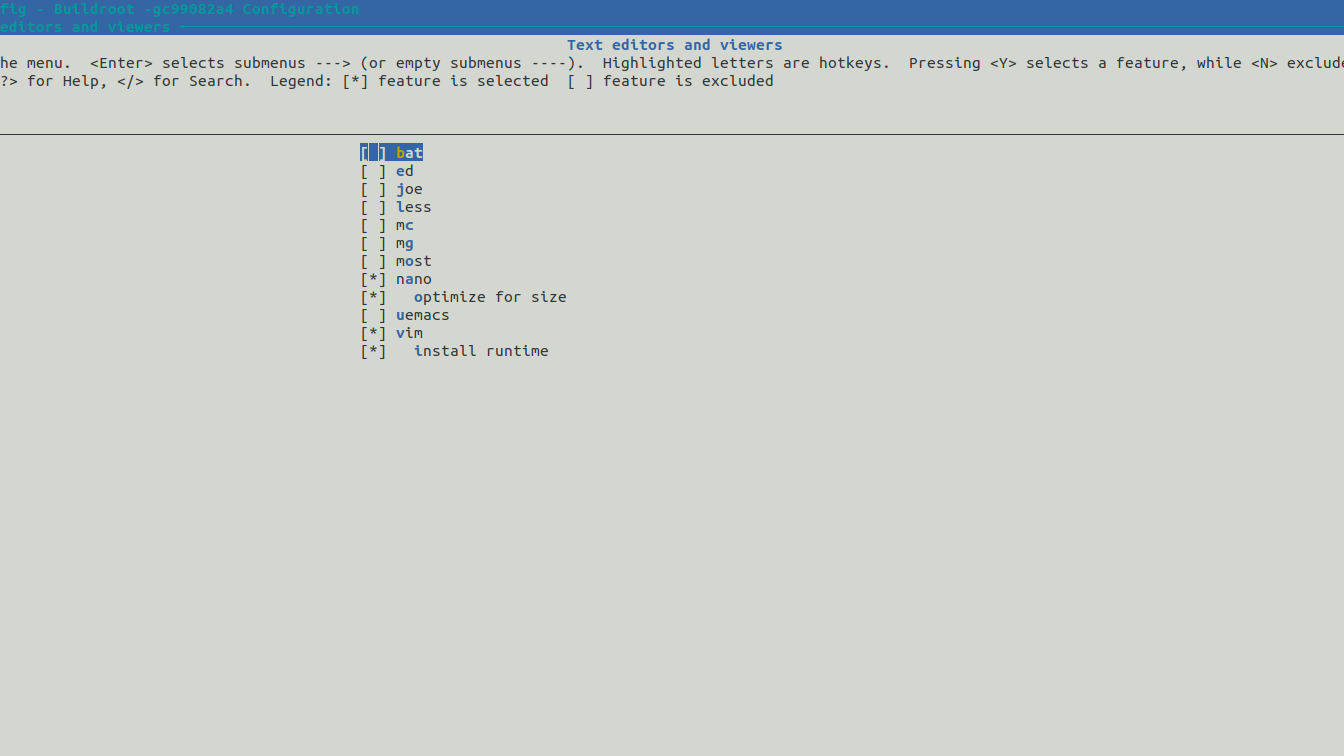 fig - Buildroot -gc99082a4 Configuration
editors and viewers
Text editors and viewers
he menu.  <Enter> selects submenus ---> (or empty submenus ----).  Highlighted letters are hotkeys.  Pressing <Y> selects a feature, while <N> exclude
?> for Help, </> for Search.  Legend: [*] feature is selected  [ ] feature is excluded
[ ] bat
[ ] ed
[ ] joe
[ ] less
[ ] mc
[ ] mg
[ ] most
[*] nano
[*]   optimize for size
[ ] uemacs
[*] vim
[*]   install runtime